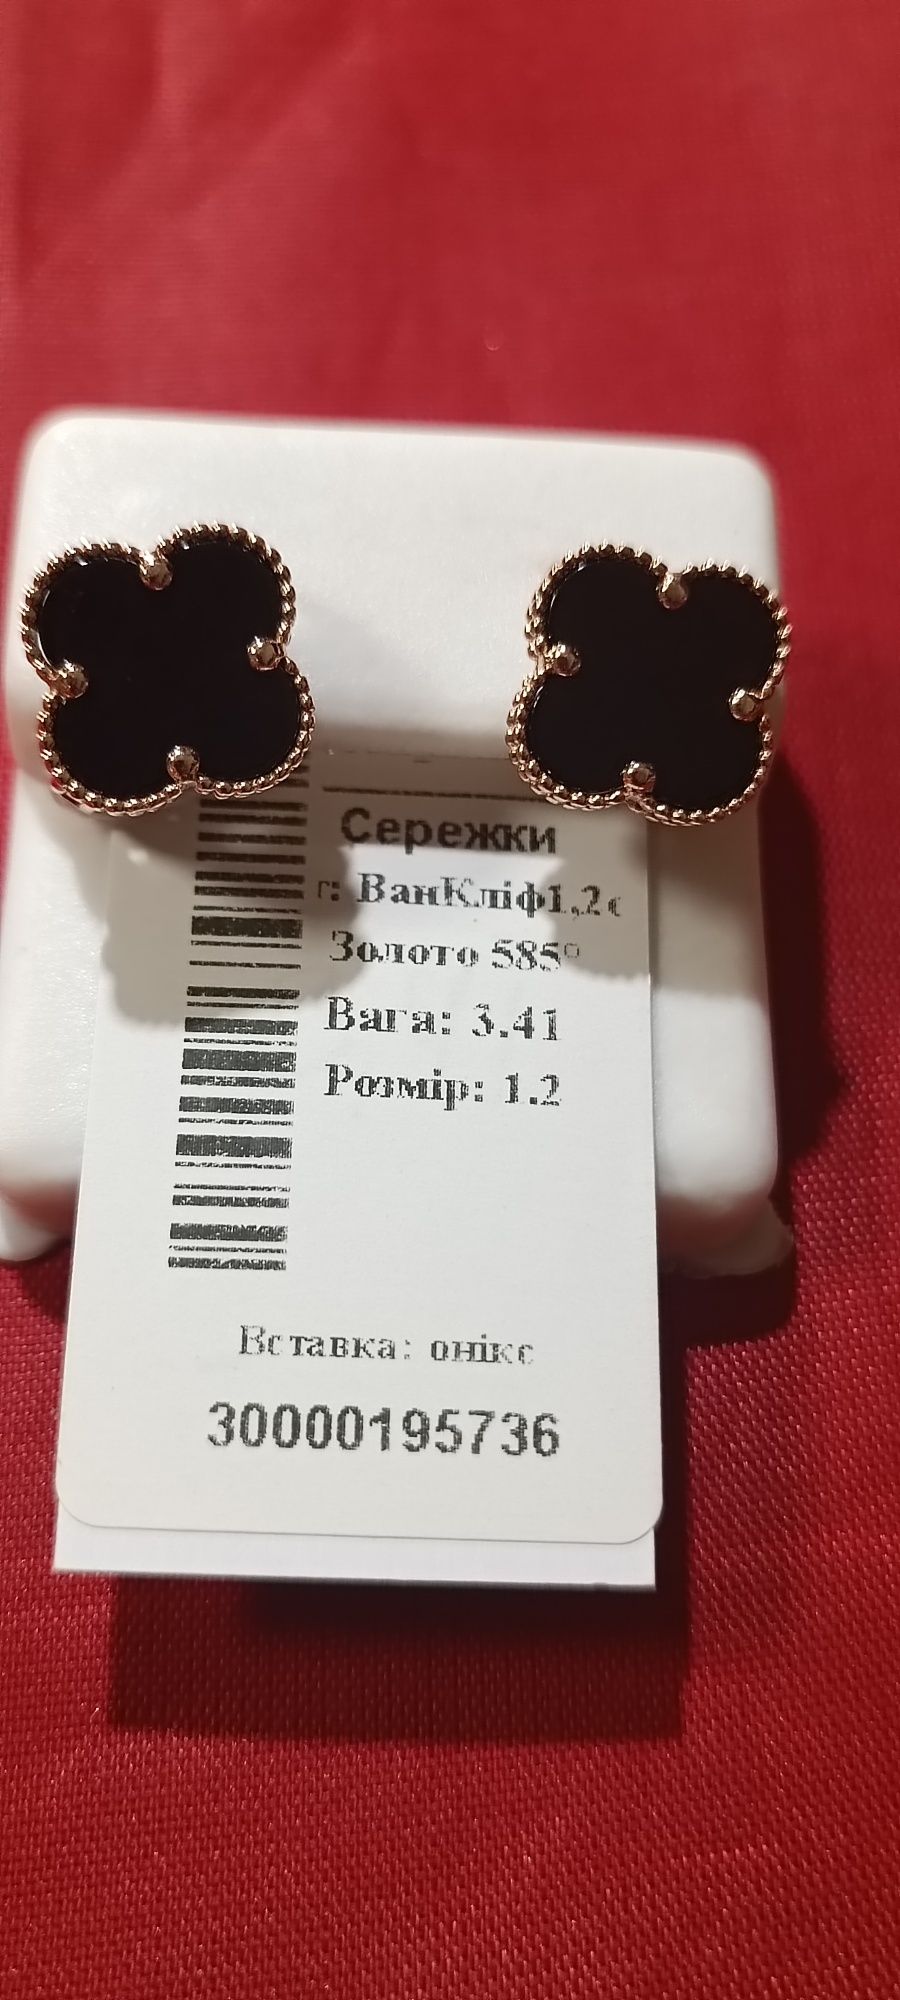 Сережки
г: ВанКліф1,2с
Золото 585°
Вага: 3.41
Розмір: 1.2
Вставка: онікс
30000195736